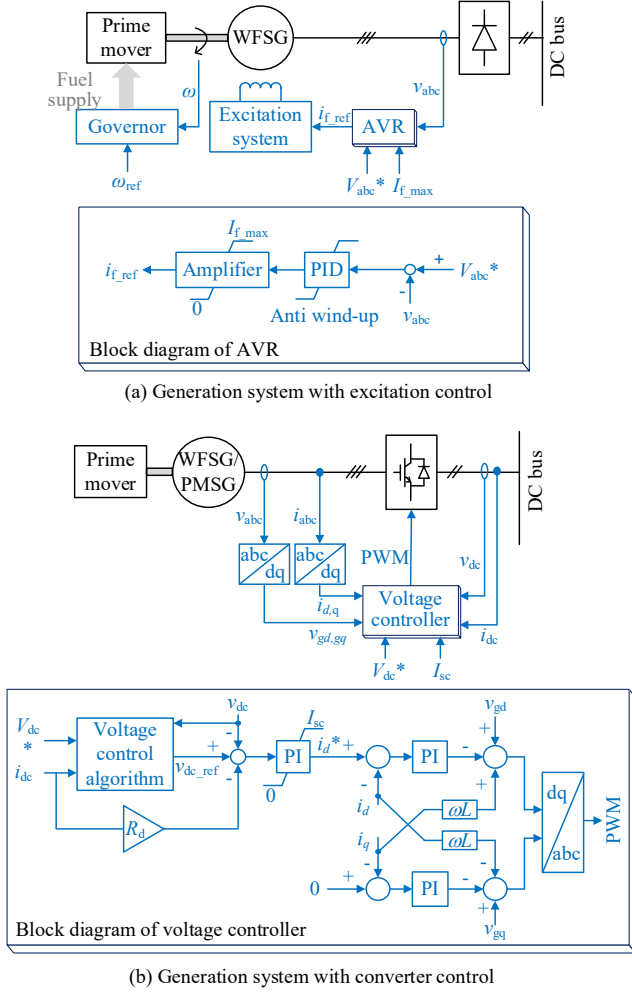 Prime
mover
WFSG
DC bus
Fuel
supply
ω
v_abc
Governor
Excitation
system
i_f_ref
AVR
ω_ref
V_abc*
I_f_max
I_f_max
i_f_ref
Amplifier
PID
+
V_abc*
0
-
Anti wind-up
v_abc
Block diagram of AVR
(a) Generation system with excitation control
Prime
mover
WFSG/
PMSG
DC bus
v_abc
i_abc
PWM
v_dc
abc
dq
abc
dq
i_d,q
Voltage
controller
v_gd,gq
i_dc
V_dc*
I_sc
V_dc
*
i_dc
Voltage
control
algorithm
v_dc
-
+
v_dc_ref
-
I_sc
PI
0
i_d*
+
-
i_d
PI
-
v_gd
+
+
ωL
i_q
ωL
R_d
-
0
+
PI
-
-
+
v_gq
dq
abc
PWM
Block diagram of voltage controller
(b) Generation system with converter control